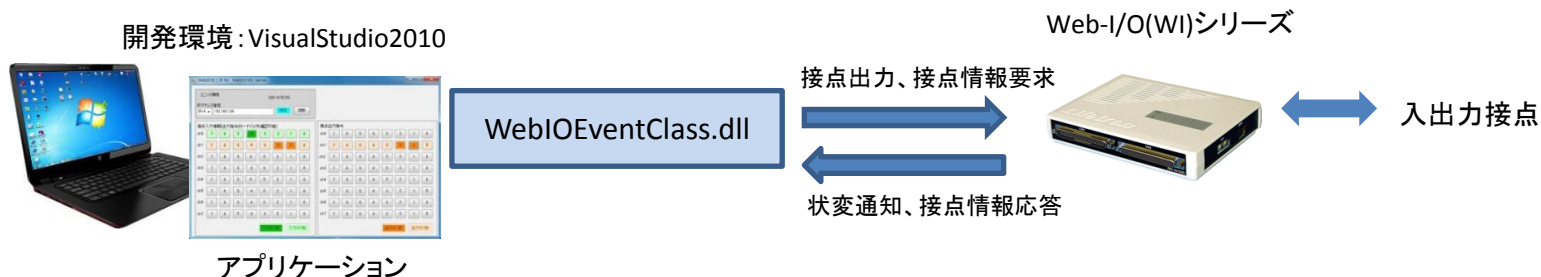 開発環境：VisualStudio2010
Web-I/O(WI)シリーズ
接点出力、接点情報要求
WebIOEventClass.dll
入出力接点
状変通知、接点情報応答
アプリケーション